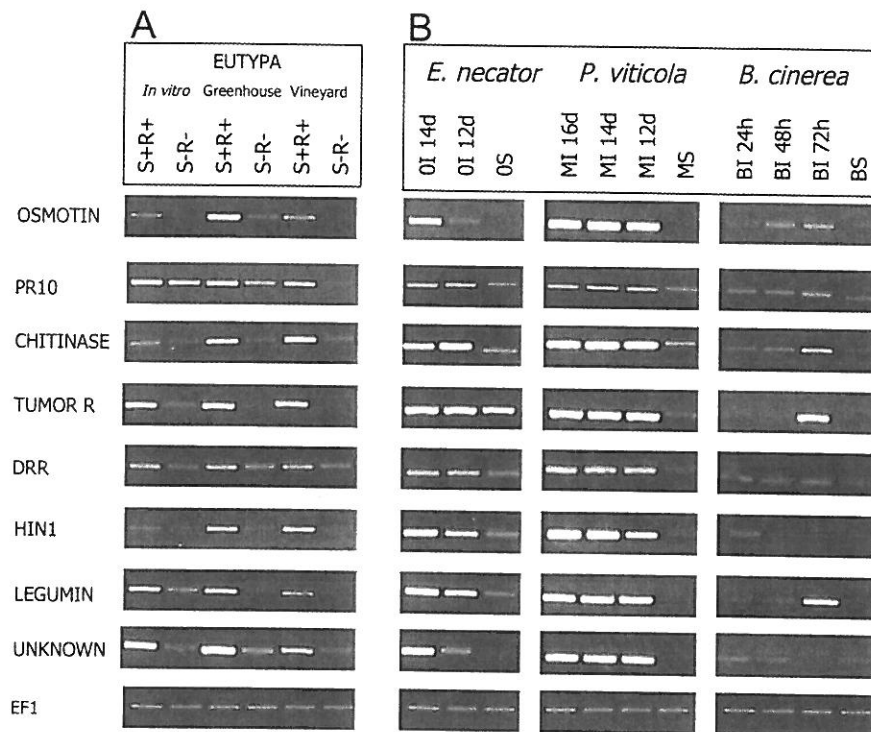 A
B
EUTYPA
In vitro Greenhouse Vineyard
S+R+ S-R- S+R+ S-R- S+R+ S-R-
E. necator P. viticola B. cinerea
OI 14d OI 12d OS MI 16d MI 14d MI 12d MS BI 24h BI 48h BI 72h BS
OSMOTIN
PR10
CHITINASE
TUMOR R
DRR
HIN1
LEGUMIN
UNKNOWN
EF1